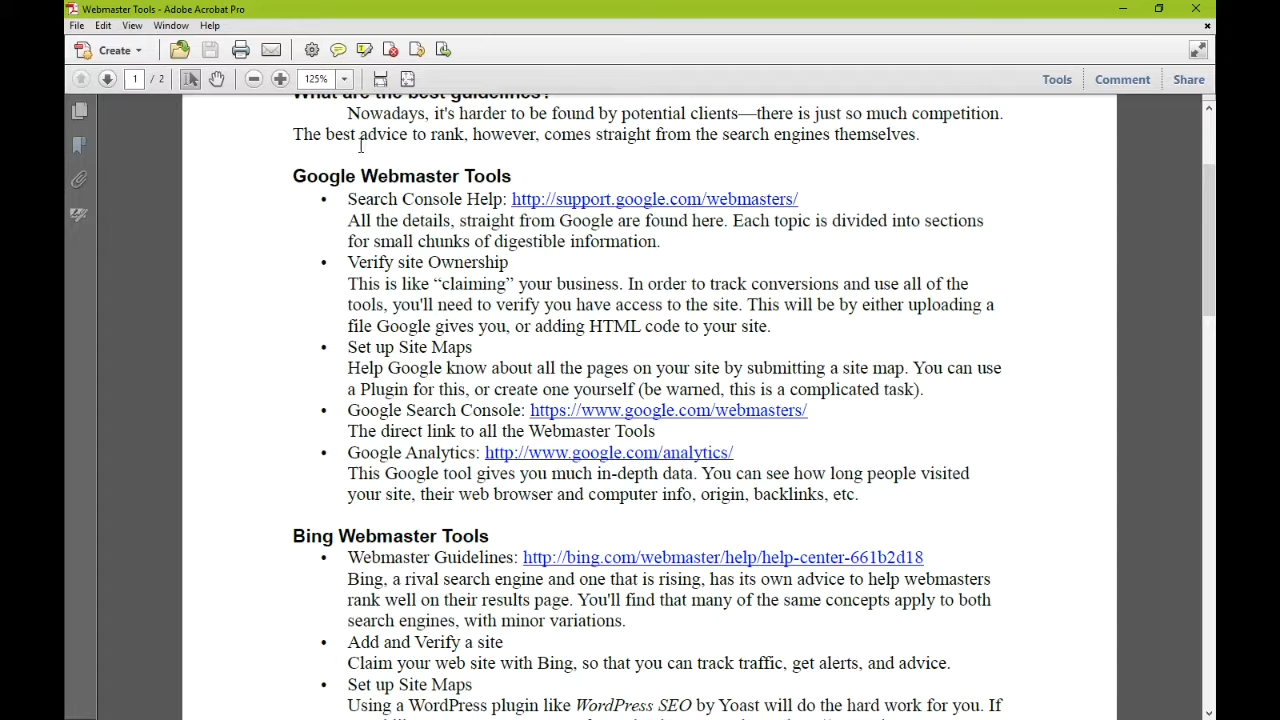 Webmaster Tools - Adobe Acrobat Pro
File Edit View Window Help
Create
1 / 2 125% Tools Comment Share
What are the best guidelines?
Nowadays, it's harder to be found by potential clients—there is just so much competition.
The best advice to rank, however, comes straight from the search engines themselves.
Google Webmaster Tools
• Search Console Help: http://support.google.com/webmasters/
All the details, straight from Google are found here. Each topic is divided into sections
for small chunks of digestible information.
• Verify site Ownership
This is like “claiming” your business. In order to track conversions and use all of the
tools, you'll need to verify you have access to the site. This will be by either uploading a
file Google gives you, or adding HTML code to your site.
• Set up Site Maps
Help Google know about all the pages on your site by submitting a site map. You can use
a Plugin for this, or create one yourself (be warned, this is a complicated task).
• Google Search Console: https://www.google.com/webmasters/
The direct link to all the Webmaster Tools
• Google Analytics: http://www.google.com/analytics/
This Google tool gives you much in-depth data. You can see how long people visited
your site, their web browser and computer info, origin, backlinks, etc.
Bing Webmaster Tools
• Webmaster Guidelines: http://bing.com/webmaster/help/help-center-661b2d18
Bing, a rival search engine and one that is rising, has its own advice to help webmasters
rank well on their results page. You'll find that many of the same concepts apply to both
search engines, with minor variations.
• Add and Verify a site
Claim your web site with Bing, so that you can track traffic, get alerts, and advice.
• Set up Site Maps
Using a WordPress plugin like WordPress SEO by Yoast will do the hard work for you. If